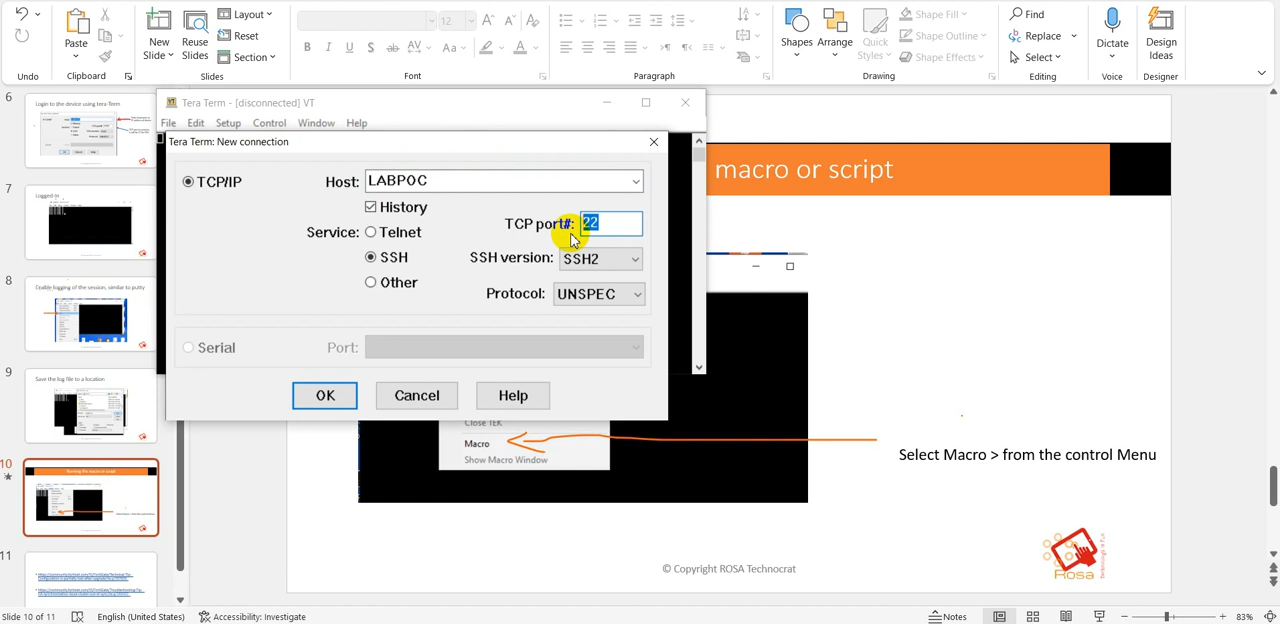 Undo
Paste
Clipboard
New
Slide
Reuse
Slides
Layout
Reset
Section
Slides
12
Font
Paragraph
Shapes
Arrange
Quick
Styles
Shape Fill
Shape Outline
Shape Effects
Drawing
Find
Replace
Select
Editing
Dictate
Voice
Design
Ideas
Designer
6
Login to the device using tera-Term
7
Logged in
8
Enable logging of the session, similar to putty
9
Save the log file to a location
10
Running the macro or script
11
Tera Term - [disconnected] VT
File Edit Setup Control Window Help
Tera Term: New connection
TCP/IP
Host: LABPOC
History
TCP port#: 22
Service: Telnet
SSH
SSH version: SSH2
Other
Protocol: UNSPEC
Serial
Port:
OK
Cancel
Help
macro or script
Close TEK
Macro
Show Macro Window
Select Macro > from the control Menu
© Copyright ROSA Technocrat
Rosa
Slide 10 of 11
English (United States)
Accessibility: Investigate
Notes
83%